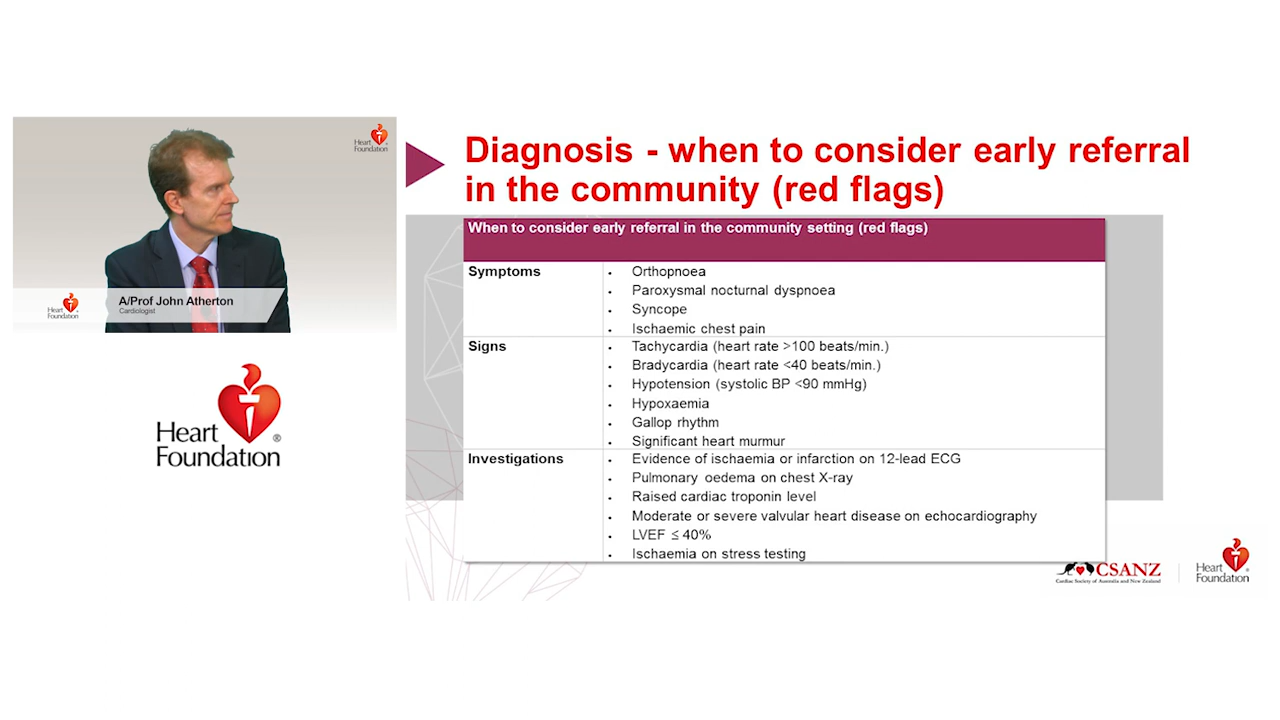 Heart
Foundation
Heart
Foundation
A/Prof John Atherton
Cardiologist
Heart
Foundation®
Diagnosis - when to consider early referral
in the community (red flags)
When to consider early referral in the community setting (red flags)
Symptoms
• Orthopnoea
• Paroxysmal nocturnal dyspnoea
• Syncope
• Ischaemic chest pain
Signs
• Tachycardia (heart rate >100 beats/min.)
• Bradycardia (heart rate <40 beats/min.)
• Hypotension (systolic BP <90 mmHg)
• Hypoxaemia
• Gallop rhythm
• Significant heart murmur
Investigations
• Evidence of ischaemia or infarction on 12-lead ECG
• Pulmonary oedema on chest X-ray
• Raised cardiac troponin level
• Moderate or severe valvular heart disease on echocardiography
• LVEF ≤ 40%
• Ischaemia on stress testing
CSANZ
Cardiac Society of Australia and New Zealand
Heart
Foundation